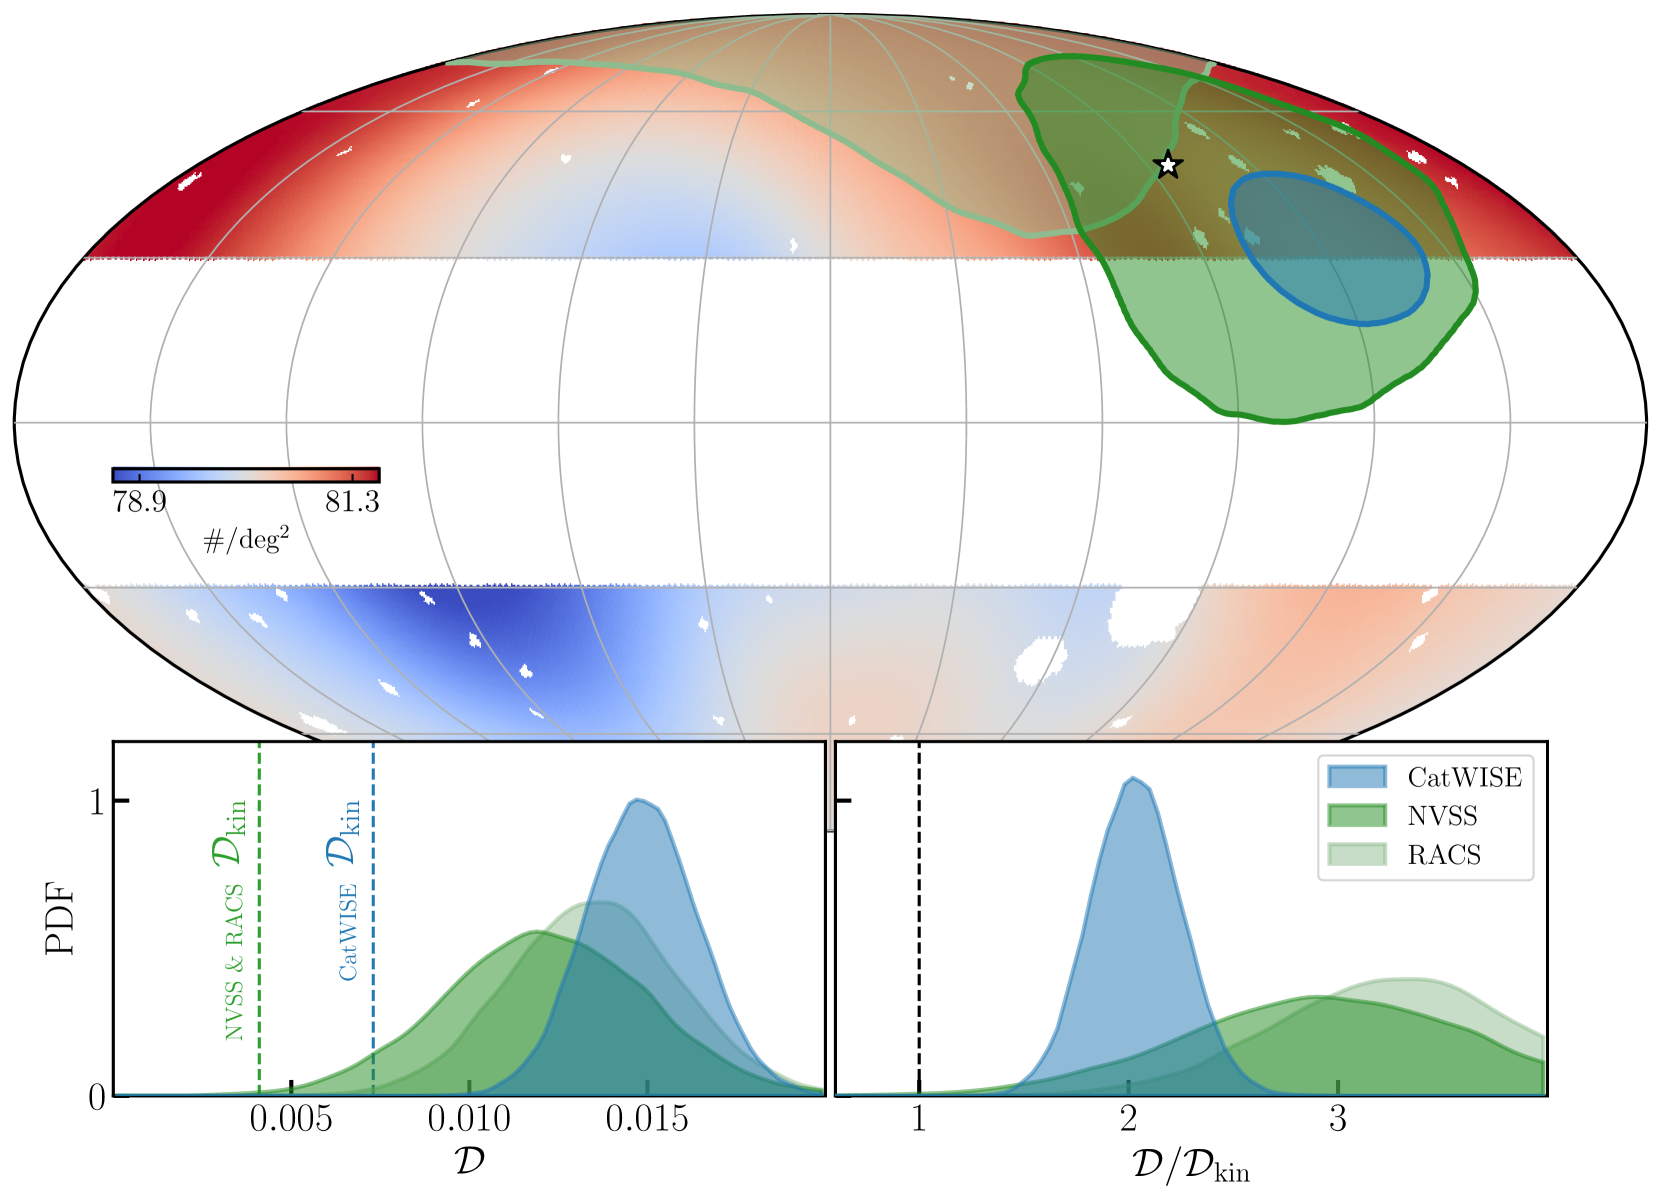 78.9 81.3
#/deg²
1
0
PDF
NVSS & RACS 𝒟kin
CatWISE 𝒟kin
0.005 0.010 0.015
𝒟
CatWISE
NVSS
RACS
1 2 3
𝒟/𝒟kin